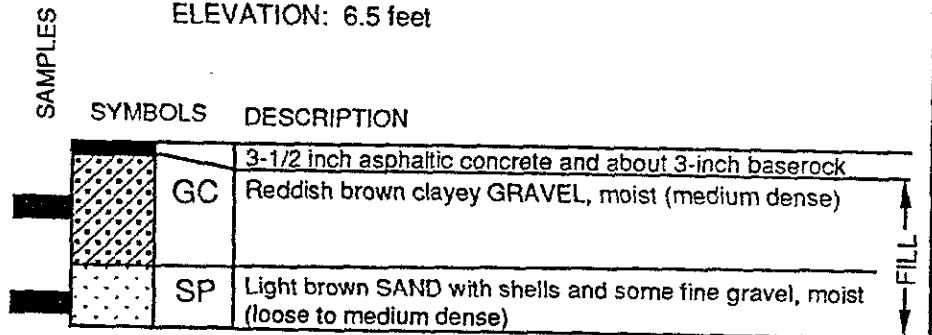 ELEVATION: 6.5 feet
SAMPLES
SYMBOLS DESCRIPTION
3-1/2 inch asphaltic concrete and about 3-inch baserock
GC Reddish brown clayey GRAVEL, moist (medium dense)
FILL
SP Light brown SAND with shells and some fine gravel, moist
(loose to medium dense)